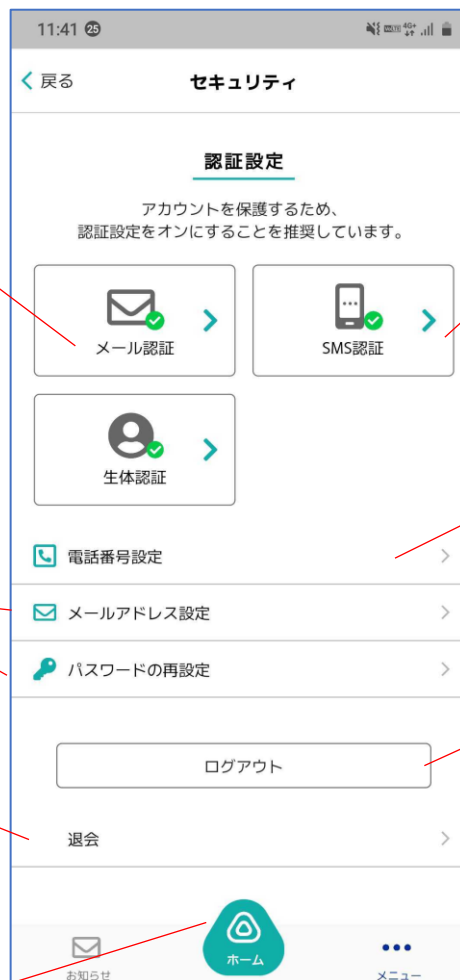 11:41 25
戻る セキュリティ
認証設定
アカウントを保護するため、
認証設定をオンにすることを推奨しています。
メール認証 SMS認証
生体認証
電話番号設定
メールアドレス設定
パスワードの再設定
ログアウト
退会
お知らせ ホーム メニュー